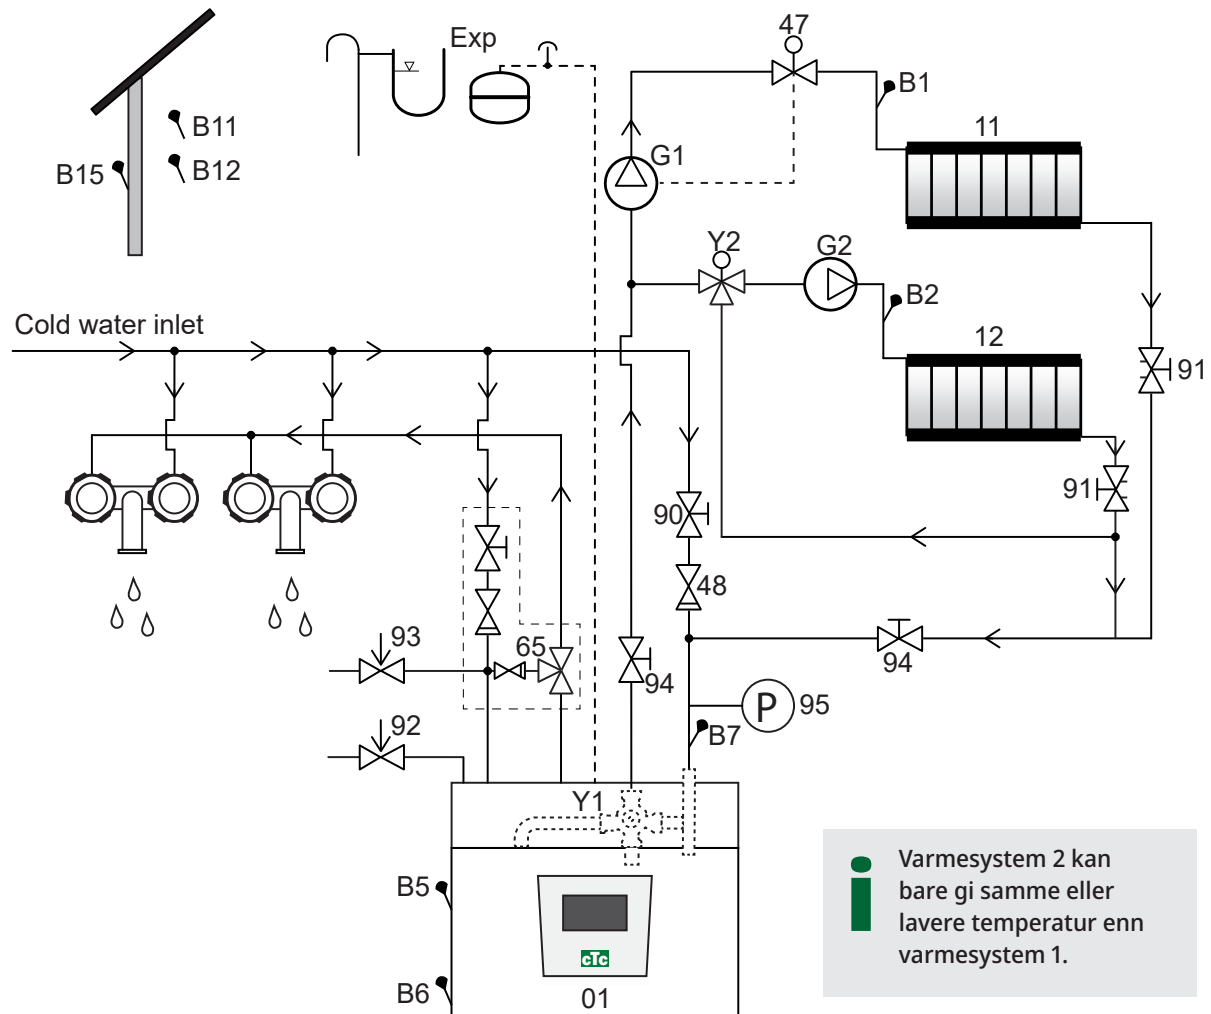 47
Exp
B1
B11
11
G1
B12
B15
Y2
G2
B2
Cold water inlet
12
91
91
90
48
93
65
94
94
P
95
92
B7
Y1
Varmesystem 2 kan
bare gi samme eller
lavere temperatur enn
varmesystem 1.
i
B5
cTc
B6
01